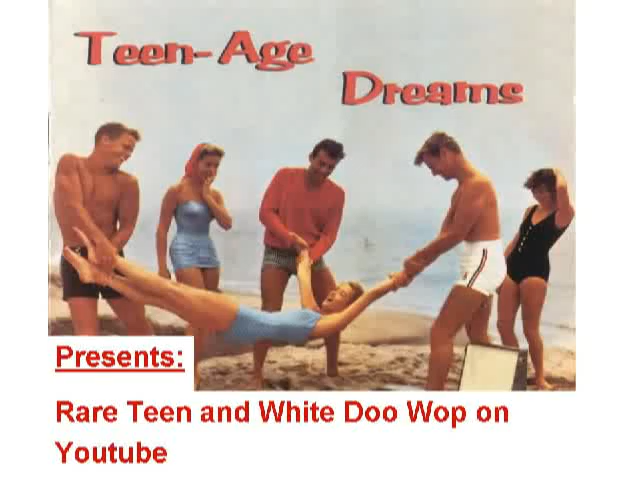 Teen-Age
Dreams
Presents:
Rare Teen and White Doo Wop on
Youtube